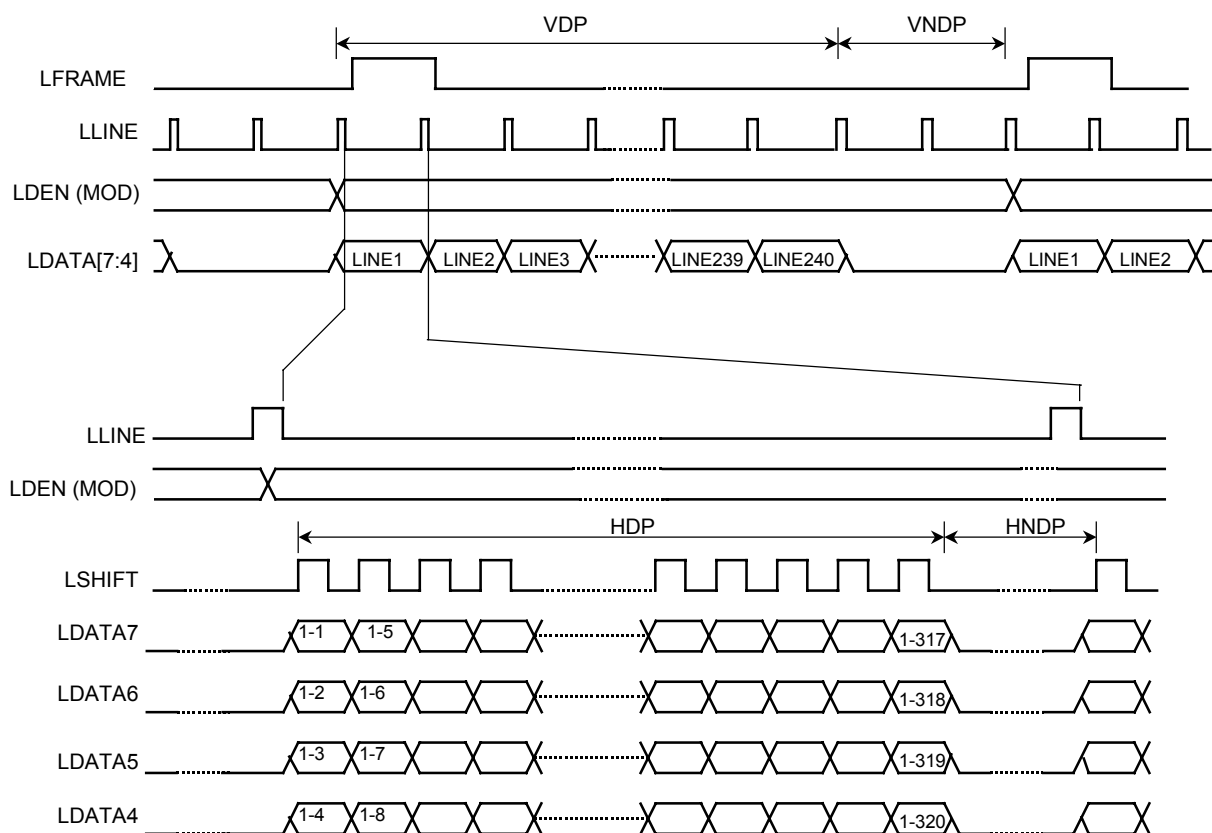 VDP VNDP
LFRAME
LLINE
LDEN (MOD)
LDATA[7:4] LINE1 LINE2 LINE3 LINE239 LINE240 LINE1 LINE2
LLINE
LDEN (MOD)
HDP HNDP
LSHIFT
LDATA7 1-1 1-5 1-317
LDATA6 1-2 1-6 1-318
LDATA5 1-3 1-7 1-319
LDATA4 1-4 1-8 1-320